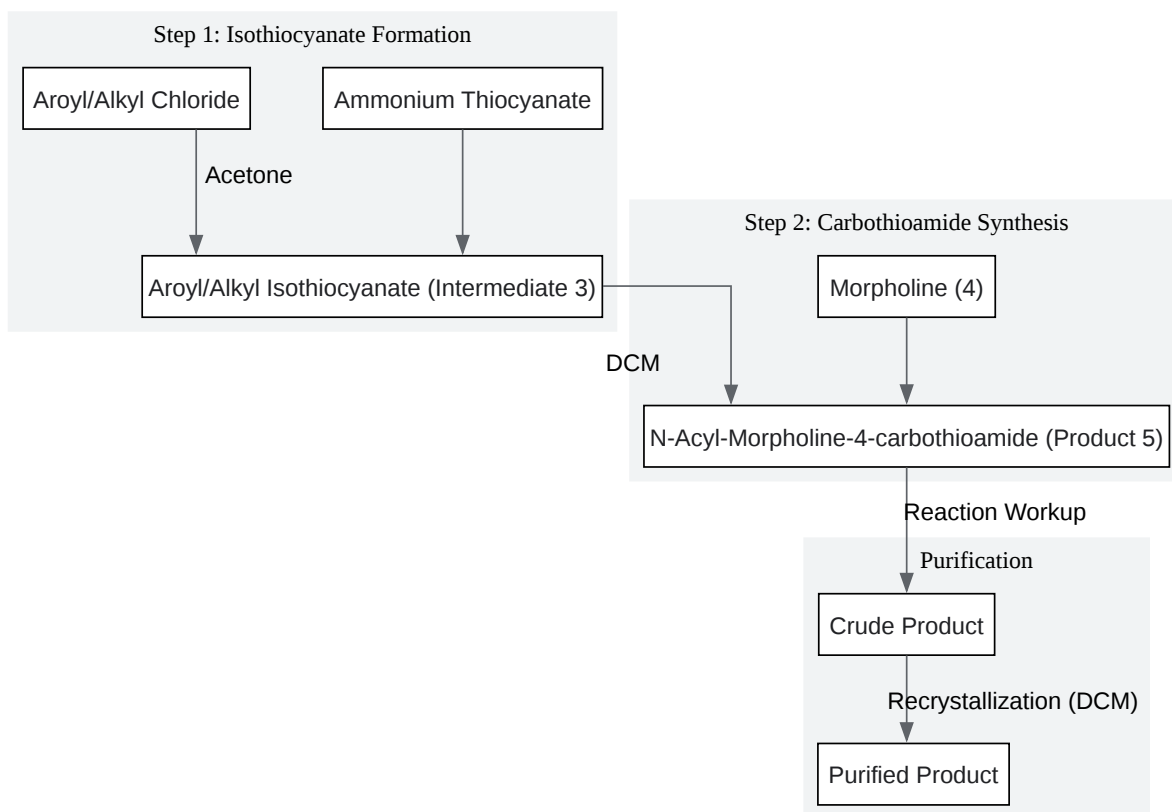 Step 1: Isothiocyanate Formation
Aroyl/Alkyl Chloride
Ammonium Thiocyanate
Acetone
Aroyl/Alkyl Isothiocyanate (Intermediate 3)
Step 2: Carbothioamide Synthesis
Morpholine (4)
DCM
N-Acyl-Morpholine-4-carbothioamide (Product 5)
Reaction Workup
Purification
Crude Product
Recrystallization (DCM)
Purified Product